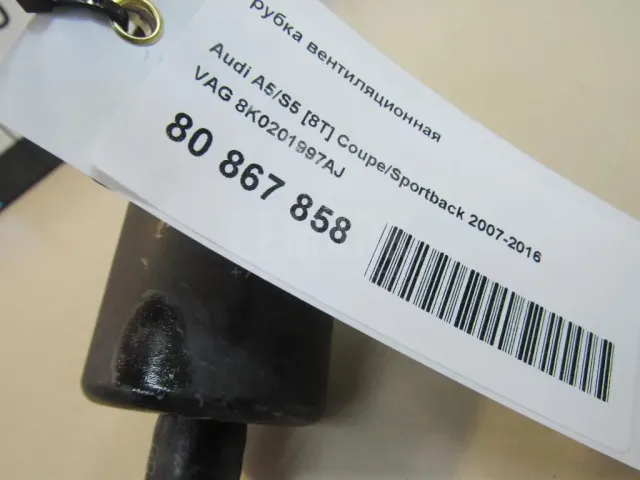 рубка вентиляционная
Audi A5/S5 [8T] Coupe/Sportback 2007-2016
VAG 8K0201997AJ
80 867 858